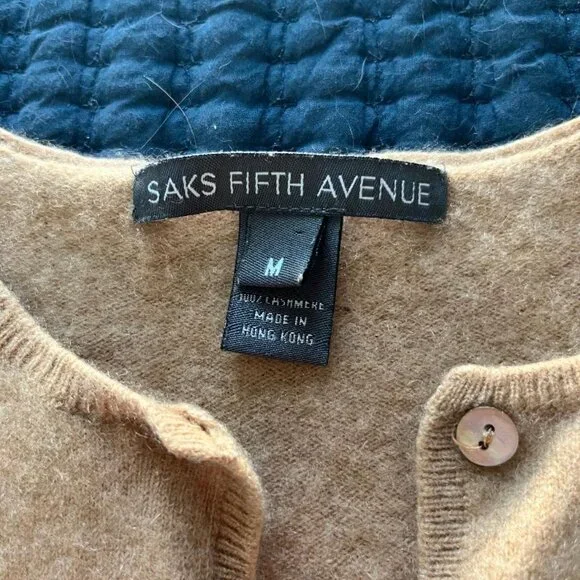 SAKS FIFTH AVENUE
M
100% CASHMERE
MADE IN
HONG KONG